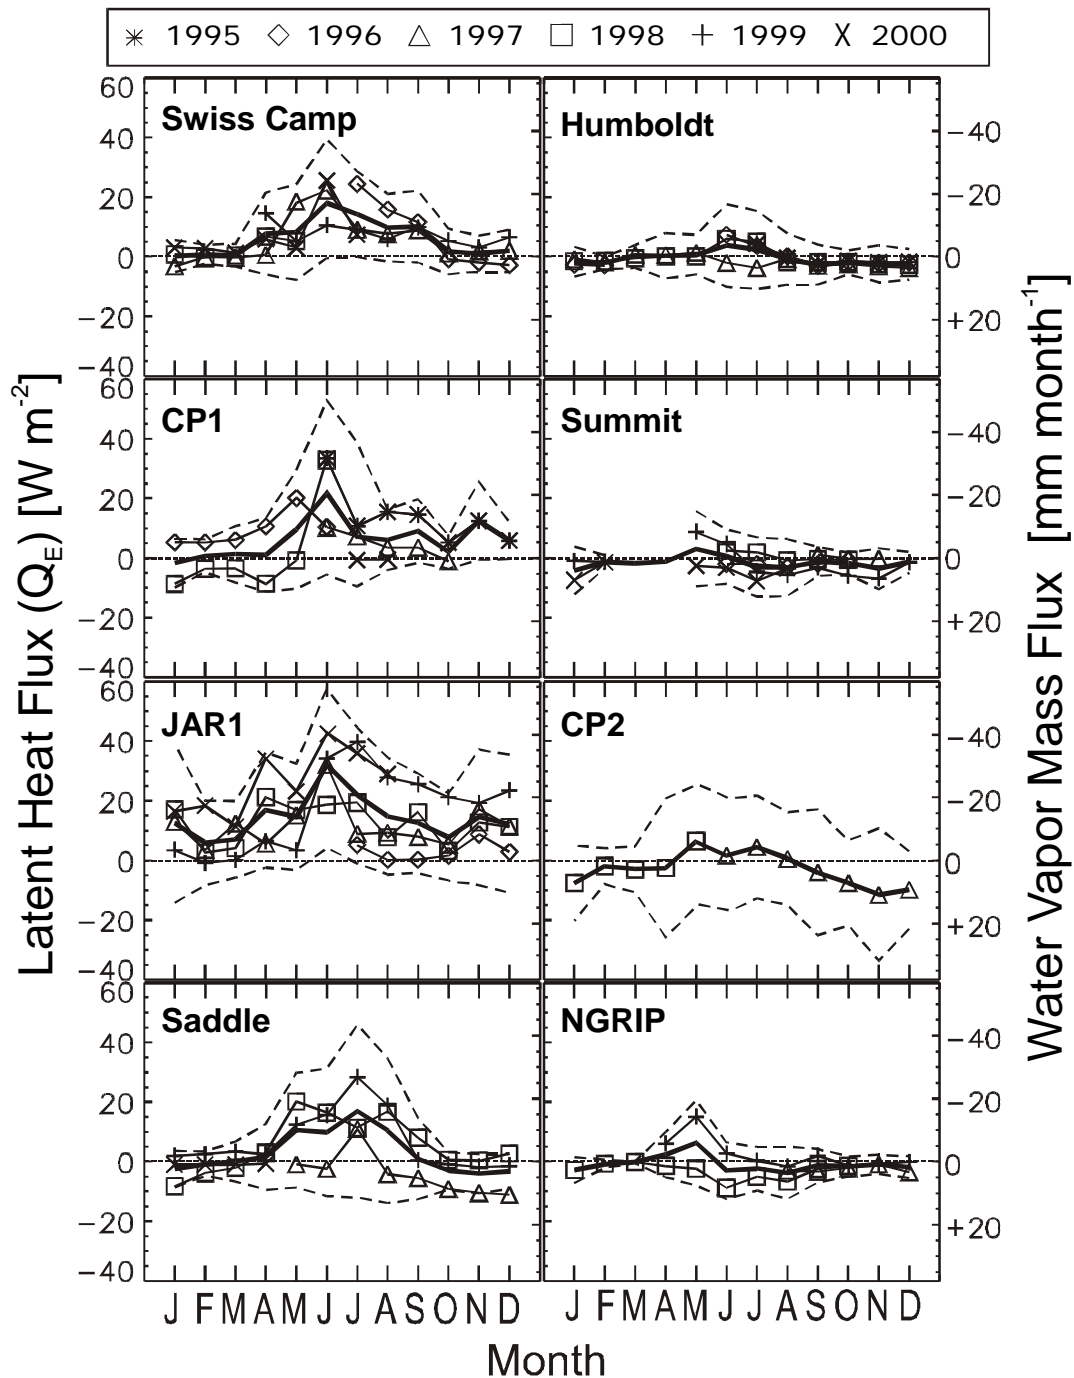 1995 1996 1997 1998 1999 2000
Latent Heat Flux (QE) [W m-2]
Water Vapor Mass Flux [mm month-1]
Swiss Camp
60
40
20
0
−20
−40
Humboldt
−40
−20
0
+20
CP1
60
40
20
0
−20
−40
Summit
−40
−20
0
+20
JAR1
60
40
20
0
−20
−40
CP2
−40
−20
0
+20
Saddle
60
40
20
0
−20
−40
NGRIP
−40
−20
0
+20
J F M A M J J A S O N D
J F M A M J J A S O N D
Month